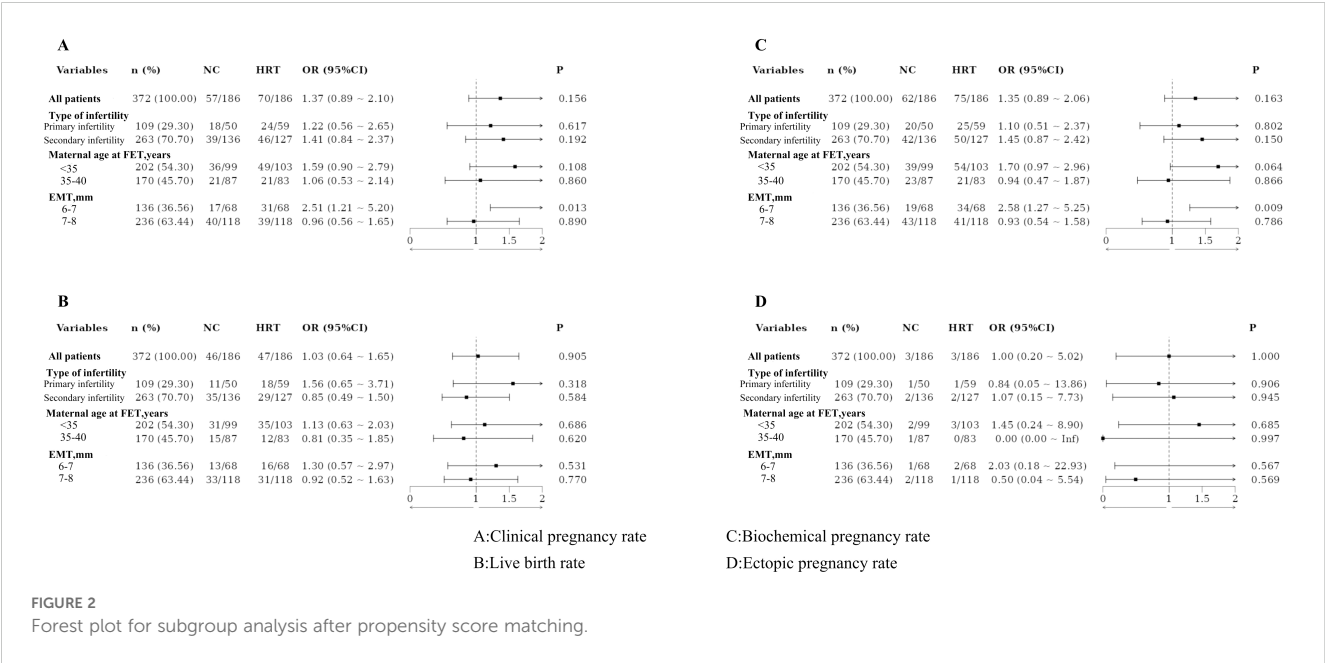 A
Variables n (%) NC HRT OR (95%CI) P
All patients 372 (100.00) 57/186 70/186 1.37 (0.89 ~ 2.10) 0.156
Type of infertility
Primary infertility 109 (29.30) 18/50 24/59 1.22 (0.56 ~ 2.65) 0.617
Secondary infertility 263 (70.70) 39/136 46/127 1.41 (0.84 ~ 2.37) 0.192
Maternal age at FET,years
<35 202 (54.30) 36/99 49/103 1.59 (0.90 ~ 2.79) 0.108
35-40 170 (45.70) 21/87 21/83 1.06 (0.53 ~ 2.14) 0.860
EMT,mm
6-7 136 (36.56) 17/68 31/68 2.51 (1.21 ~ 5.20) 0.013
7-8 236 (63.44) 40/118 39/118 0.96 (0.56 ~ 1.65) 0.890
0 1 1.5 2
B
Variables n (%) NC HRT OR (95%CI) P
All patients 372 (100.00) 46/186 47/186 1.03 (0.64 ~ 1.65) 0.905
Type of infertility
Primary infertility 109 (29.30) 11/50 18/59 1.56 (0.65 ~ 3.71) 0.318
Secondary infertility 263 (70.70) 35/136 29/127 0.85 (0.49 ~ 1.50) 0.584
Maternal age at FET,years
<35 202 (54.30) 31/99 35/103 1.13 (0.63 ~ 2.03) 0.686
35-40 170 (45.70) 15/87 12/83 0.81 (0.35 ~ 1.85) 0.620
EMT,mm
6-7 136 (36.56) 13/68 16/68 1.30 (0.57 ~ 2.97) 0.531
7-8 236 (63.44) 33/118 31/118 0.92 (0.52 ~ 1.63) 0.770
0 1 1.5 2
C
Variables n (%) NC HRT OR (95%CI) P
All patients 372 (100.00) 62/186 75/186 1.35 (0.89 ~ 2.06) 0.163
Type of infertility
Primary infertility 109 (29.30) 20/50 25/59 1.10 (0.51 ~ 2.37) 0.802
Secondary infertility 263 (70.70) 42/136 50/127 1.45 (0.87 ~ 2.42) 0.150
Maternal age at FET,years
<35 202 (54.30) 39/99 54/103 1.70 (0.97 ~ 2.96) 0.064
35-40 170 (45.70) 23/87 21/83 0.94 (0.47 ~ 1.87) 0.866
EMT,mm
6-7 136 (36.56) 19/68 34/68 2.58 (1.27 ~ 5.25) 0.009
7-8 236 (63.44) 43/118 41/118 0.93 (0.54 ~ 1.58) 0.786
0 1 1.5 2
D
Variables n (%) NC HRT OR (95%CI) P
All patients 372 (100.00) 3/186 3/186 1.00 (0.20 ~ 5.02) 1.000
Type of infertility
Primary infertility 109 (29.30) 1/50 1/59 0.84 (0.05 ~ 13.86) 0.906
Secondary infertility 263 (70.70) 2/136 2/127 1.07 (0.15 ~ 7.73) 0.945
Maternal age at FET,years
<35 202 (54.30) 2/99 3/103 1.45 (0.24 ~ 8.90) 0.685
35-40 170 (45.70) 1/87 0/83 0.00 (0.00 ~ Inf) 0.997
EMT,mm
6-7 136 (36.56) 1/68 2/68 2.03 (0.18 ~ 22.93) 0.567
7-8 236 (63.44) 2/118 1/118 0.50 (0.04 ~ 5.54) 0.569
0 1 1.5 2
A:Clinical pregnancy rate
B:Live birth rate
C:Biochemical pregnancy rate
D:Ectopic pregnancy rate
FIGURE 2
Forest plot for subgroup analysis after propensity score matching.